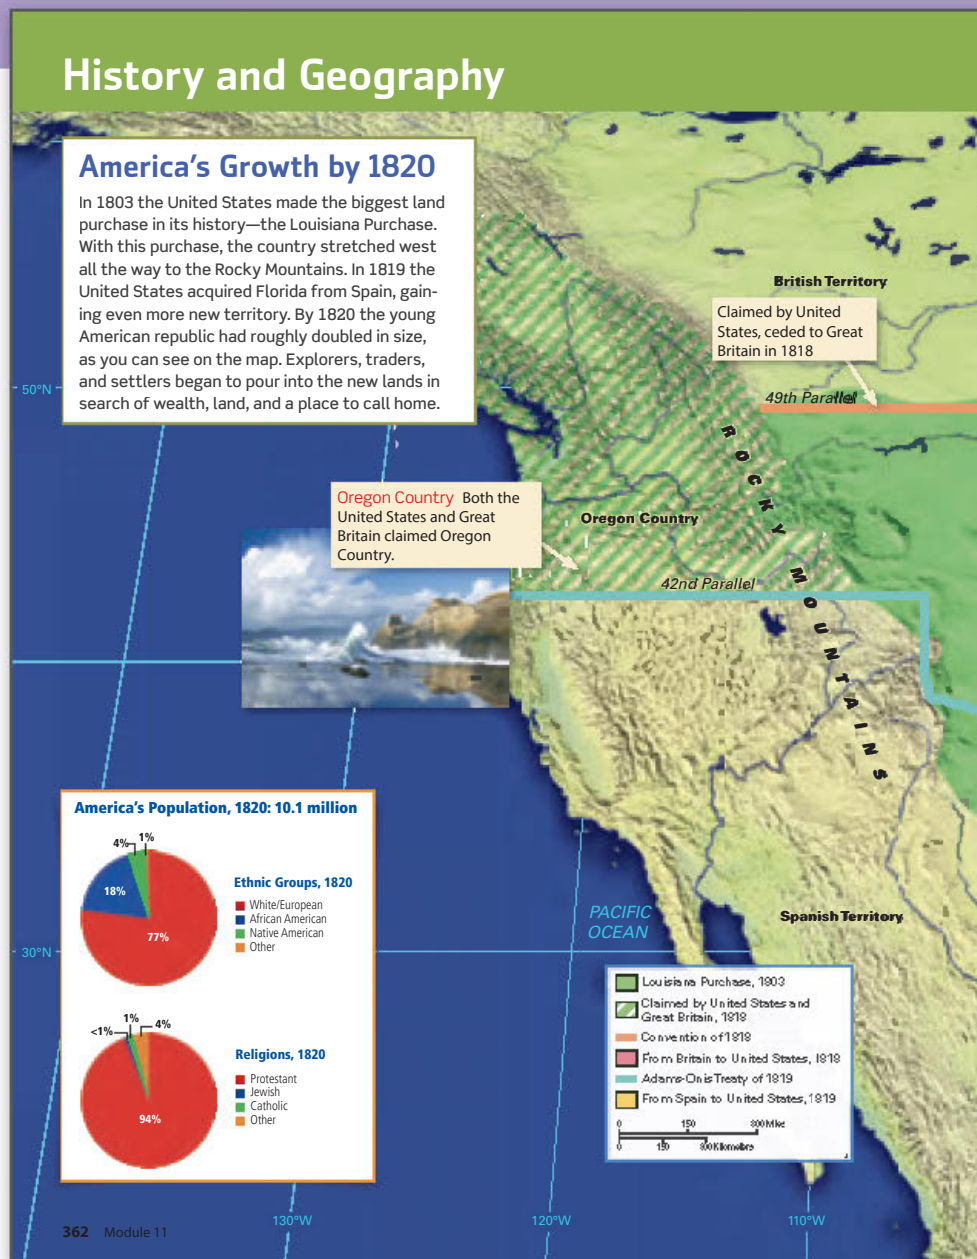 History and Geography
America's Growth by 1820
In 1803 the United States made the biggest land
purchase in its history—the Louisiana Purchase.
With this purchase, the country stretched west
all the way to the Rocky Mountains. In 1819 the
United States acquired Florida from Spain, gain-
ing even more new territory. By 1820 the young
American republic had roughly doubled in size,
as you can see on the map. Explorers, traders,
and settlers began to pour into the new lands in
search of wealth, land, and a place to call home.
British Territory
Claimed by United
States, ceded to Great
Britain in 1818
50°N
49th Parallel
ROCKY MOUNTAINS
Oregon Country Both the
United States and Great
Britain claimed Oregon
Country.
Oregon Country
42nd Parallel
America's Population, 1820: 10.1 million
4%
1%
18%
77%
Ethnic Groups, 1820
White/European
African American
Native American
Other
<1%
1%
4%
94%
Religions, 1820
Protestant
Jewish
Catholic
Other
30°N
PACIFIC
OCEAN
Spanish Territory
Louisiana Purchase, 1803
Claimed by United States and
Great Britain, 1818
Convention of 1818
From Britain to United States, 1818
Adams-Onis Treaty of 1819
From Spain to United States, 1819
0 150 300 Miles
0 150 300 Kilometers
130°W
120°W
110°W
362 Module 11